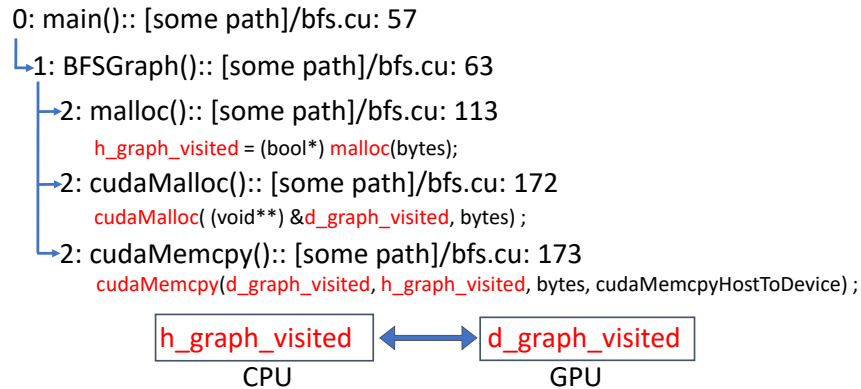 0: main():: [some path]/bfs.cu: 57
1: BFSGraph():: [some path]/bfs.cu: 63
2: malloc():: [some path]/bfs.cu: 113
h_graph_visited = (bool*) malloc(bytes);
2: cudaMalloc():: [some path]/bfs.cu: 172
cudaMalloc( (void**) &d_graph_visited, bytes) ;
2: cudaMemcpy():: [some path]/bfs.cu: 173
cudaMemcpy(d_graph_visited, h_graph_visited, bytes, cudaMemcpyHostToDevice) ;
h_graph_visited d_graph_visited
CPU GPU